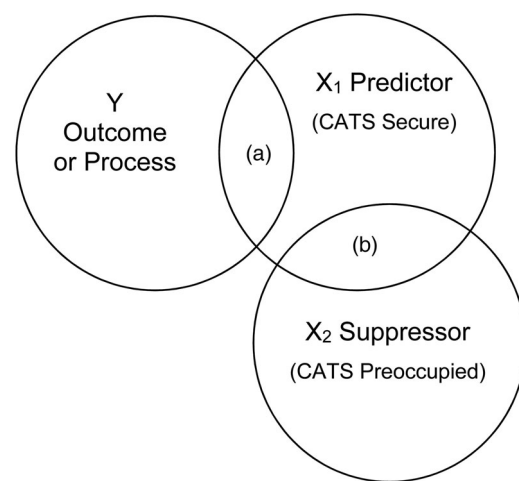 Y
Outcome
or Process
X₁ Predictor
(CATS Secure)
(a)
(b)
X₂ Suppressor
(CATS Preoccupied)